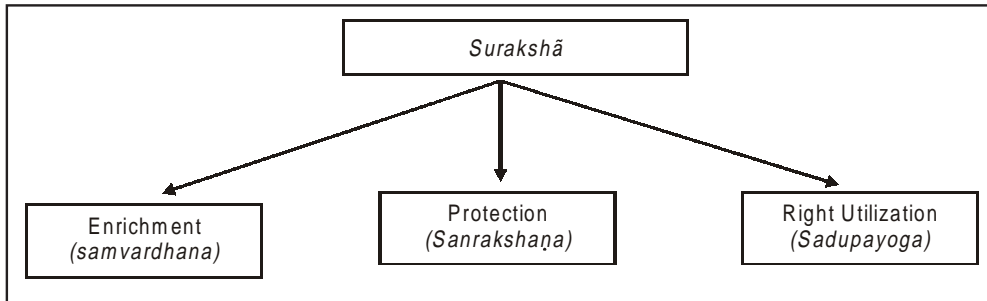 Surakshã
Enrichment
(samvardhana)
Protection
(Sanrakshaṇa)
Right Utilization
(Sadupayoga)